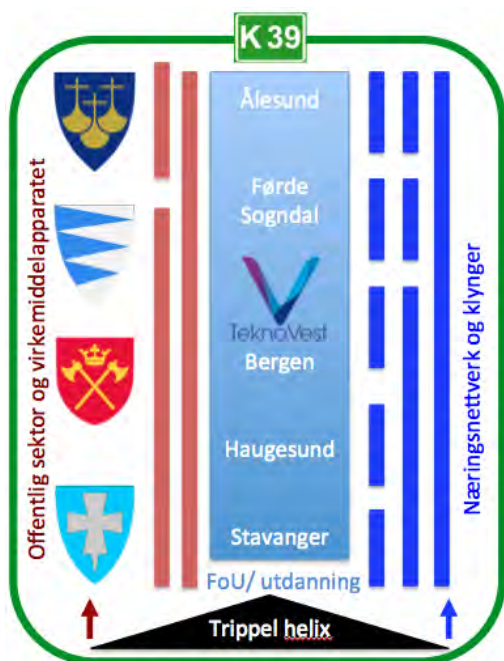 K 39
Offentlig sektor og virkemiddelapparatet
Ålesund
Førde
Sogndal
TeknoVest
Bergen
Haugesund
Stavanger
FoU/ utdanning
Næringsnettverk og klynger
Trippel helix